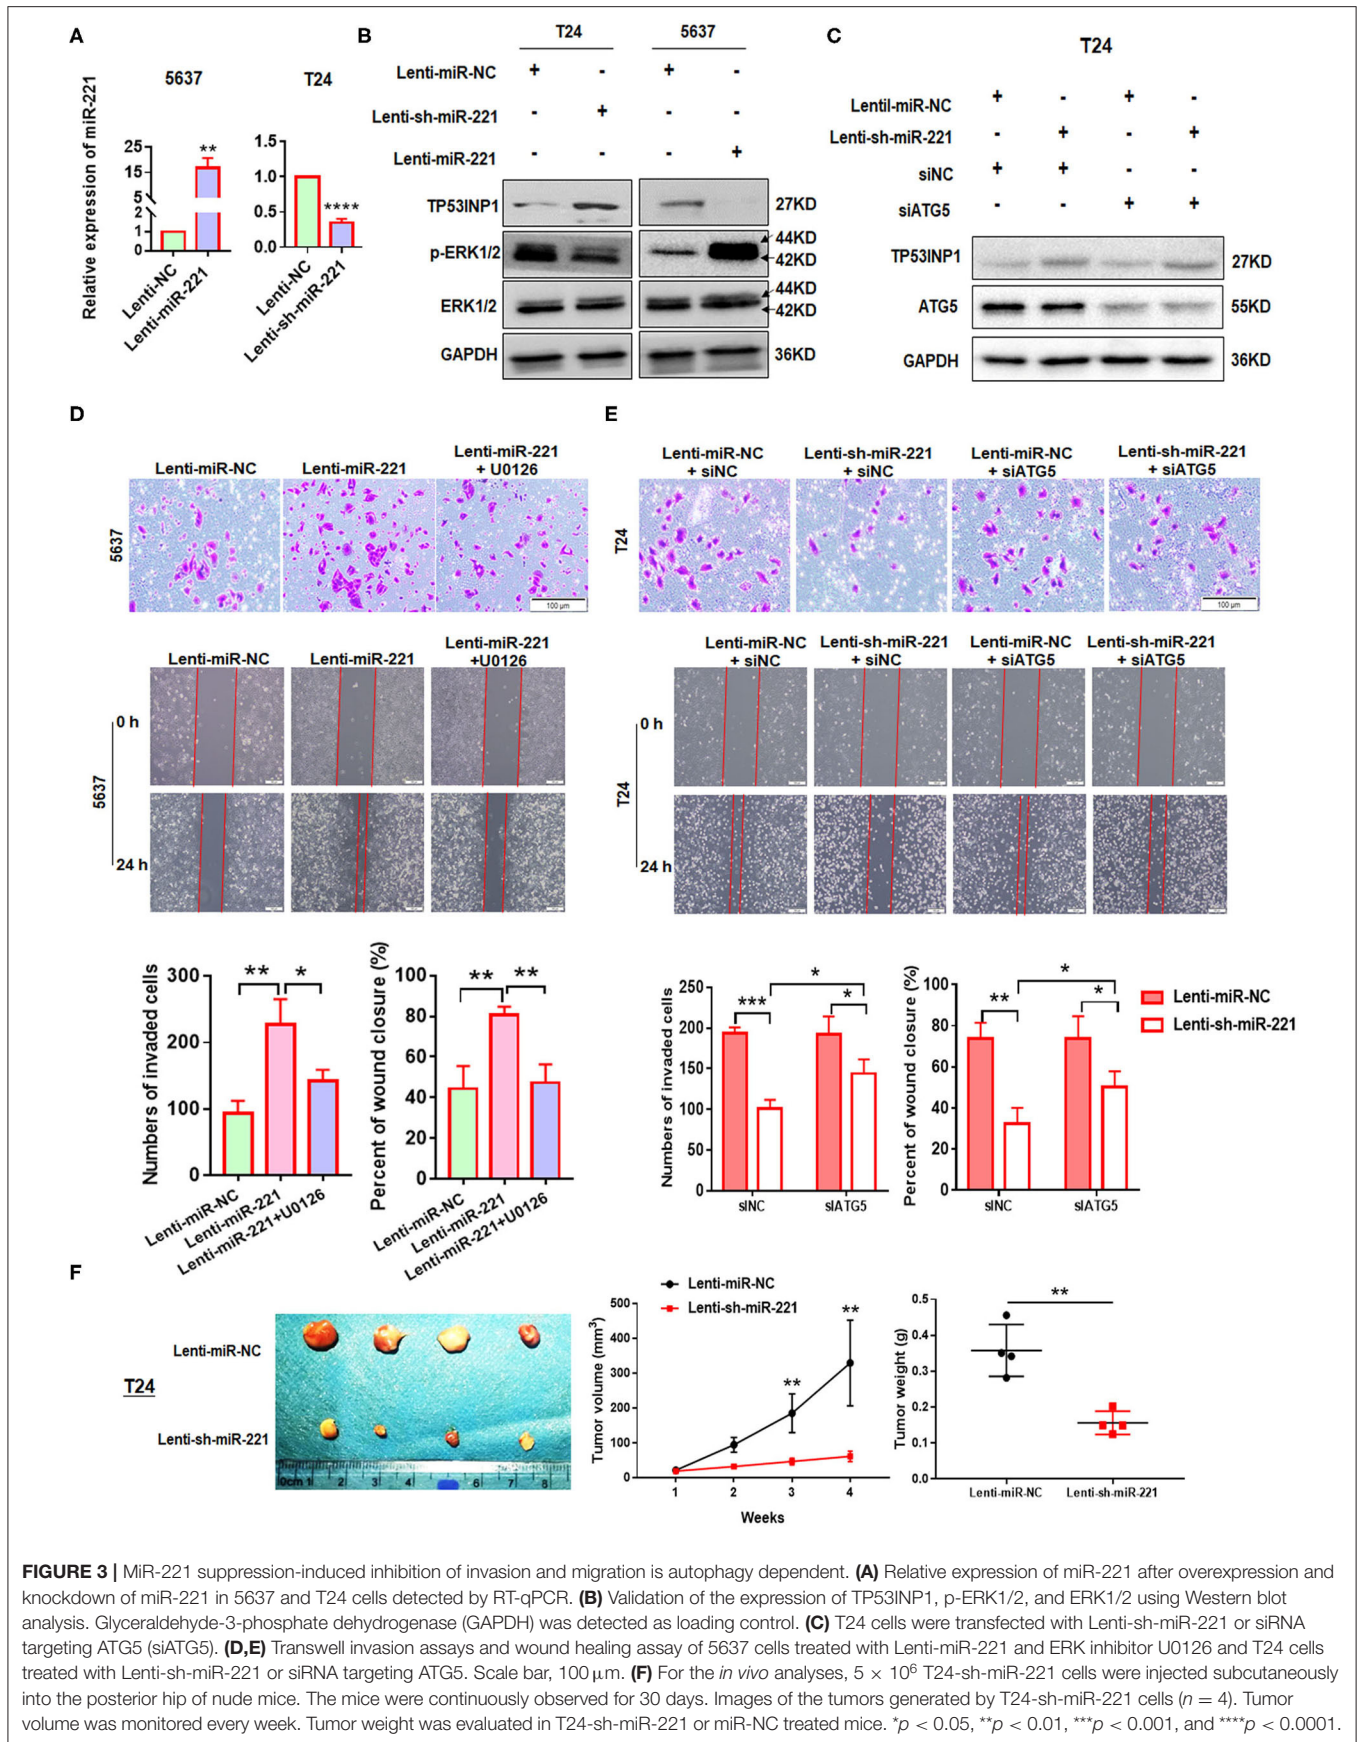 A
5637
T24
Relative expression of miR-221
25
15
5
2
1
0
**
Lenti-NC
Lenti-miR-221
1.5
1.0
0.5
0.0
****
Lenti-NC
Lenti-sh-miR-221
B
T24 5637
Lenti-miR-NC + - + -
Lenti-sh-miR-221 - + - -
Lenti-miR-221 - - - +
TP53INP1 27KD
p-ERK1/2 44KD
42KD
ERK1/2 44KD
42KD
GAPDH 36KD
C
T24
Lentil-miR-NC + - + -
Lenti-sh-miR-221 - + - +
siNC + + - -
siATG5 - - + +
TP53INP1 27KD
ATG5 55KD
GAPDH 36KD
D
Lenti-miR-NC Lenti-miR-221 Lenti-miR-221
+ U0126
5637
100 µm
Lenti-miR-NC Lenti-miR-221 Lenti-miR-221
+U0126
0 h
5637
24 h
Numbers of invaded cells
300
200
100
0
** *
Lenti-miR-NC
Lenti-miR-221
Lenti-miR-221+U0126
Percent of wound closure (%)
100
80
60
40
20
0
** **
Lenti-miR-NC
Lenti-miR-221
Lenti-miR-221+U0126
E
Lenti-miR-NC Lenti-sh-miR-221 Lenti-miR-NC Lenti-sh-miR-221
+ siNC + siNC + siATG5 + siATG5
T24
100 µm
Lenti-miR-NC Lenti-sh-miR-221 Lenti-miR-NC Lenti-sh-miR-221
+ siNC + siNC + siATG5 + siATG5
0 h
T24
24 h
Numbers of invaded cells
250
200
150
100
50
0
*** * *
siNC siATG5
Percent of wound closure (%)
100
80
60
40
20
0
** * *
siNC siATG5
Lenti-miR-NC
Lenti-sh-miR-221
F
Lenti-miR-NC
T24
Lenti-sh-miR-221
0cm 1 2 3 4 6 7 8
Lenti-miR-NC
Lenti-sh-miR-221
Tumor volume (mm³)
500
400
300
200
100
0
** **
1 2 3 4
Weeks
Tumor weight (g)
0.5
0.4
0.3
0.2
0.1
0.0
**
Lenti-miR-NC Lenti-sh-miR-221
FIGURE 3 | MiR-221 suppression-induced inhibition of invasion and migration is autophagy dependent. (A) Relative expression of miR-221 after overexpression and
knockdown of miR-221 in 5637 and T24 cells detected by RT-qPCR. (B) Validation of the expression of TP53INP1, p-ERK1/2, and ERK1/2 using Western blot
analysis. Glyceraldehyde-3-phosphate dehydrogenase (GAPDH) was detected as loading control. (C) T24 cells were transfected with Lenti-sh-miR-221 or siRNA
targeting ATG5 (siATG5). (D,E) Transwell invasion assays and wound healing assay of 5637 cells treated with Lenti-miR-221 and ERK inhibitor U0126 and T24 cells
treated with Lenti-sh-miR-221 or siRNA targeting ATG5. Scale bar, 100 µm. (F) For the in vivo analyses, 5 × 10⁶ T24-sh-miR-221 cells were injected subcutaneously
into the posterior hip of nude mice. The mice were continuously observed for 30 days. Images of the tumors generated by T24-sh-miR-221 cells (n = 4). Tumor
volume was monitored every week. Tumor weight was evaluated in T24-sh-miR-221 or miR-NC treated mice. *p < 0.05, **p < 0.01, ***p < 0.001, and ****p < 0.0001.